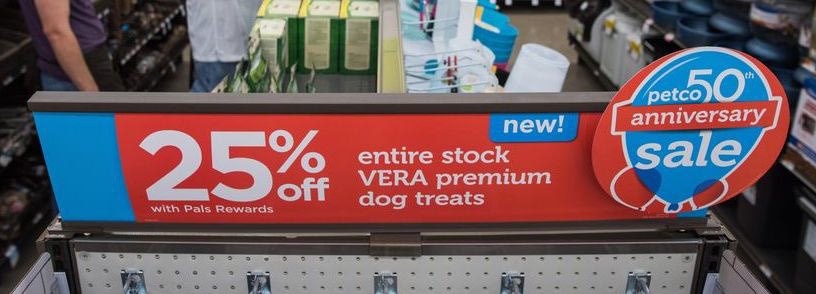 25% off
with Pals Rewards
new!
entire stock
VERA premium
dog treats
petco 50th
anniversary
sale